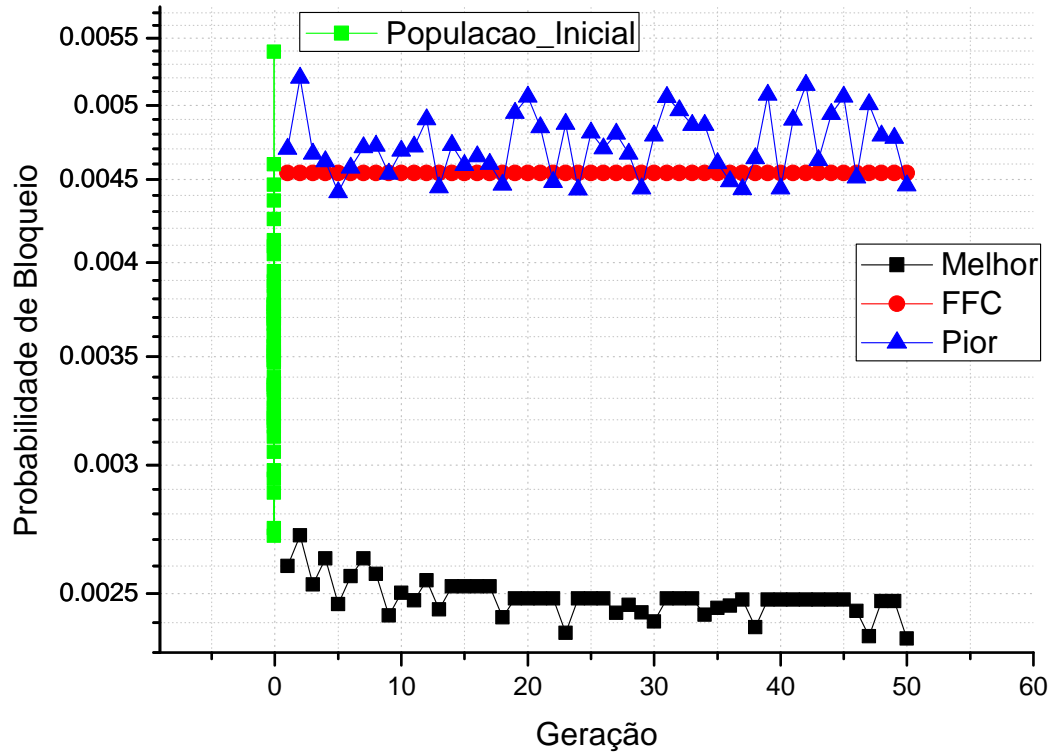 Populacao_Inicial
0.0055
0.005
0.0045
0.004
0.0035
0.003
0.0025
Probabilidade de Bloqueio
Melhor
FFC
Pior
0 10 20 30 40 50 60
Geração